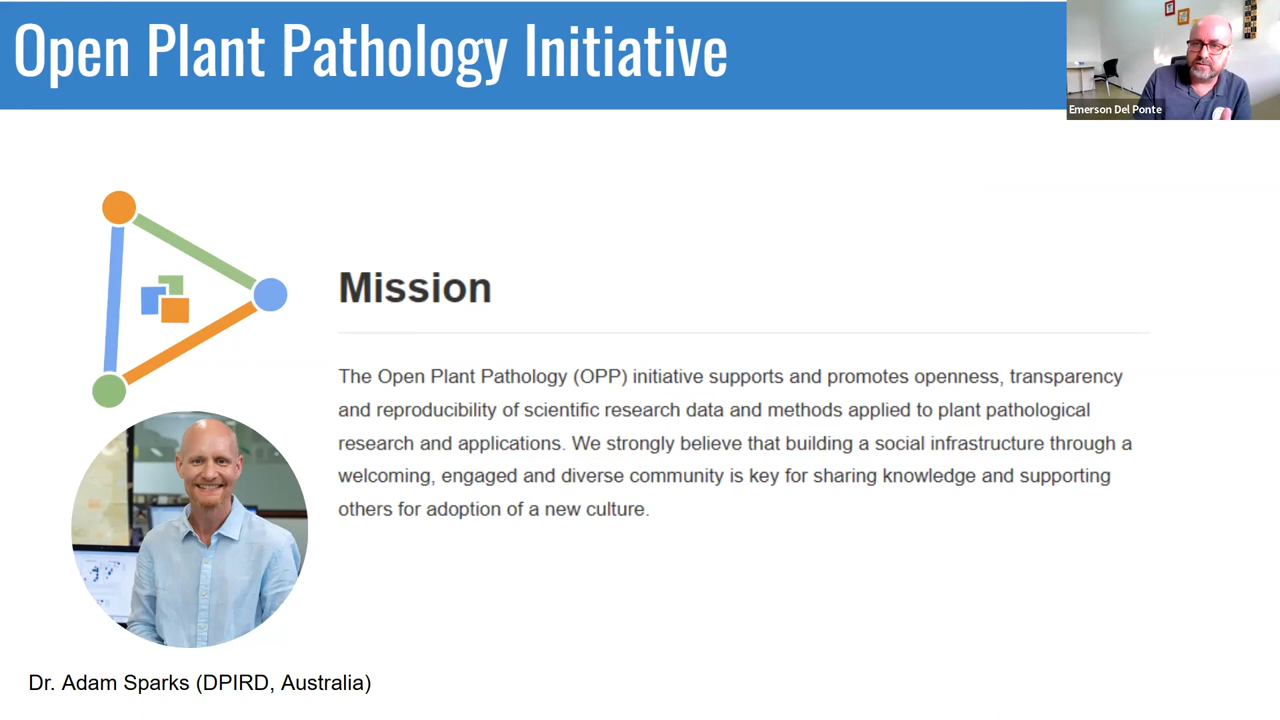 Open Plant Pathology Initiative
Emerson Del Ponte
Mission
The Open Plant Pathology (OPP) initiative supports and promotes openness, transparency
and reproducibility of scientific research data and methods applied to plant pathological
research and applications. We strongly believe that building a social infrastructure through a
welcoming, engaged and diverse community is key for sharing knowledge and supporting
others for adoption of a new culture.
Dr. Adam Sparks (DPIRD, Australia)